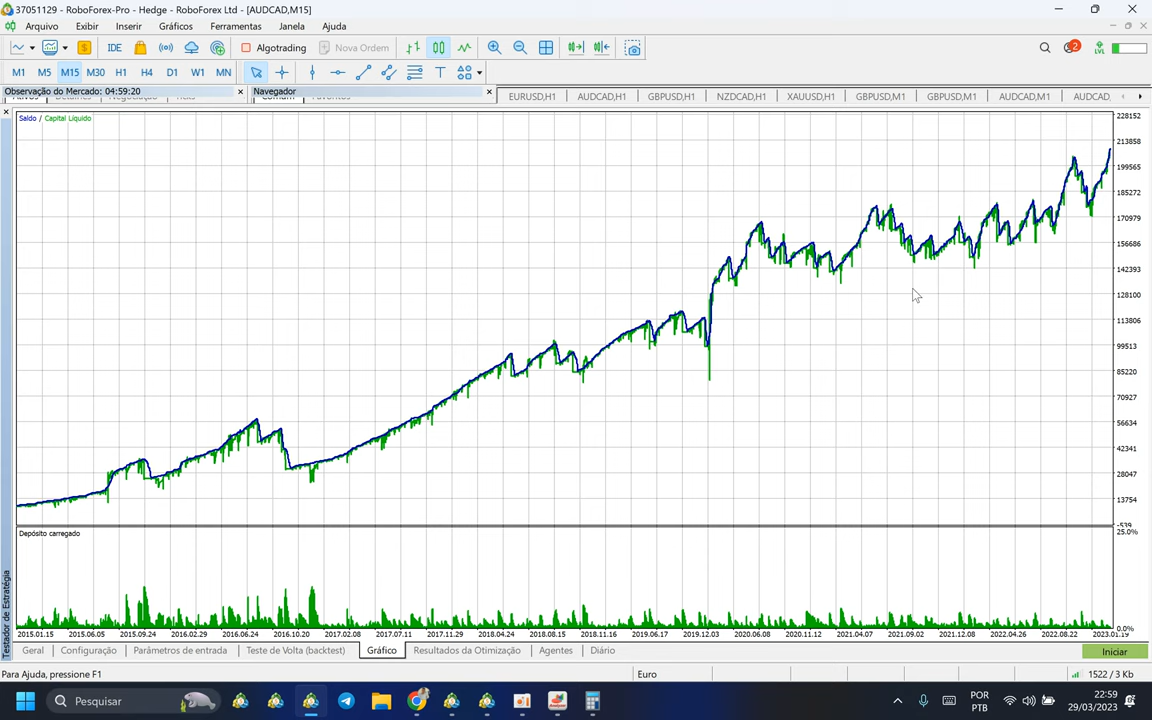 37051129 - RoboForex-Pro - Hedge - RoboForex Ltd - [AUDCAD,M15]
Arquivo Exibir Inserir Gráficos Ferramentas Janela Ajuda
IDE Algotrading Nova Ordem 2 LVL
M1 M5 M15 M30 H1 H4 D1 W1 MN T
Observação do Mercado: 04:59:20 Navegador
EURUSD,H1 AUDCAD,H1 GBPUSD,H1 NZDCAD,H1 XAUUSD,H1 GBPUSD,M1 GBPUSD,M1 AUDCAD,M1 AUDCAD,
Saldo / Capital Líquido
228152
213858
199565
185272
170979
156686
142393
128100
113806
99513
85220
70927
56634
42341
28047
13754
-539
Depósito carregado
25.0%
0.0%
2015.01.15 2015.06.05 2015.09.24 2016.02.29 2016.06.24 2016.10.20 2017.02.08 2017.07.11 2017.11.29 2018.04.24 2018.08.15 2018.11.16 2019.06.17 2019.12.03 2020.06.08 2020.11.12 2021.04.07 2021.09.02 2021.12.08 2022.04.26 2022.08.22 2023.01.19
Testador de Estratégia
Geral Configuração Parâmetros de entrada Teste de Volta (backtest) Gráfico Resultados da Otimização Agentes Diário Iniciar
Para Ajuda, pressione F1 Euro 1522 / 3 Kb
Pesquisar POR PTB 22:59 29/03/2023